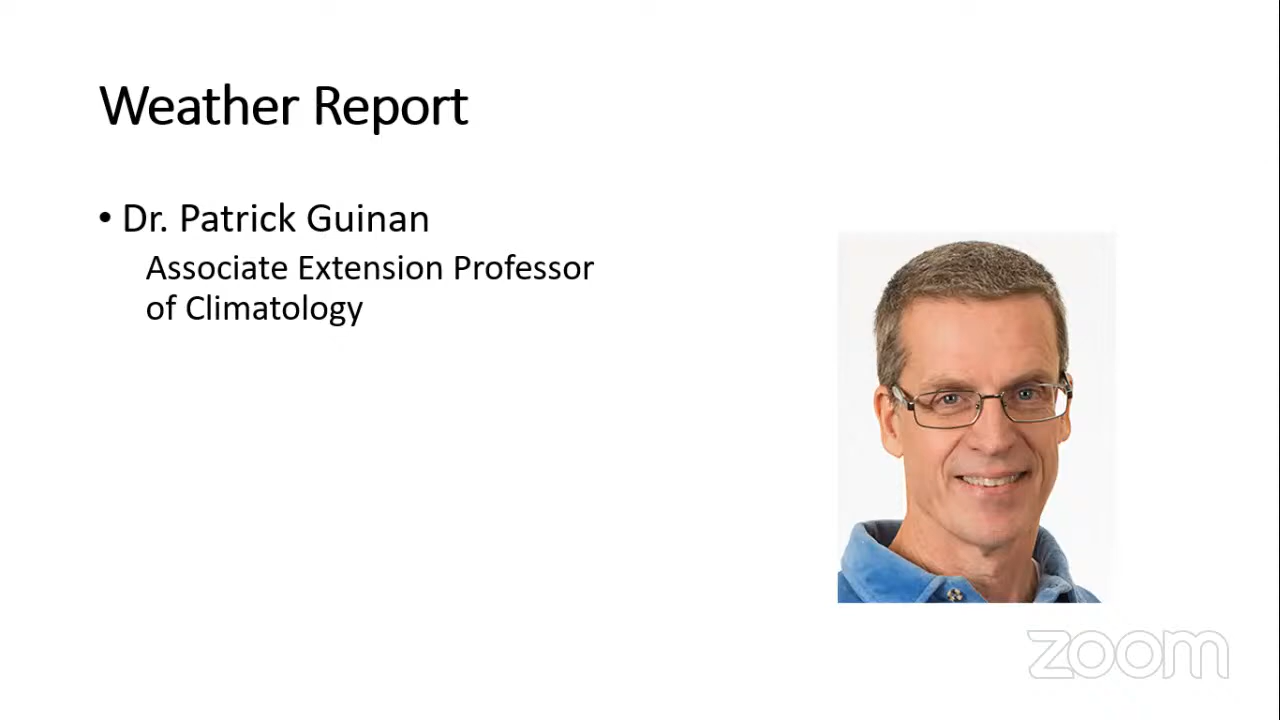 Weather Report
• Dr. Patrick Guinan
Associate Extension Professor
of Climatology
zoom